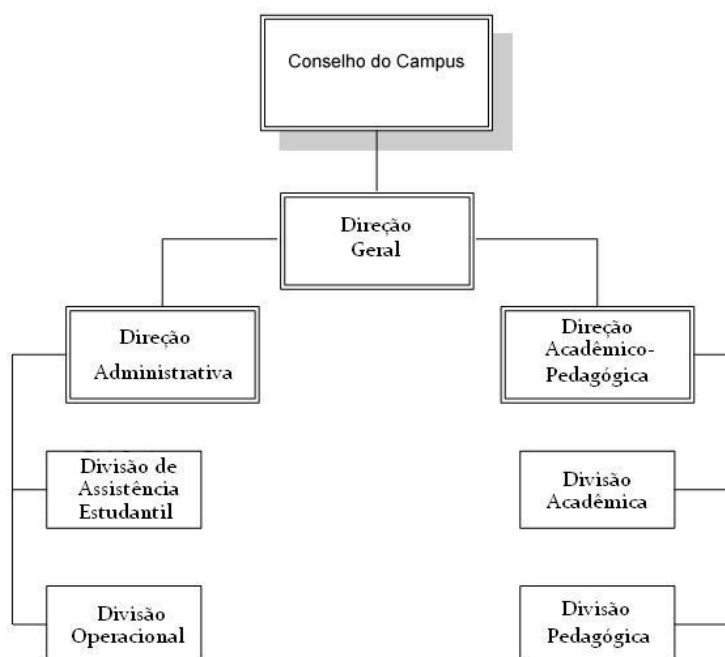 Conselho do Campus
Direção
Geral
Direção
Administrativa
Direção
Acadêmico-
Pedagógica
Divisão de
Assistência
Estudantil
Divisão
Acadêmica
Divisão
Operacional
Divisão
Pedagógica